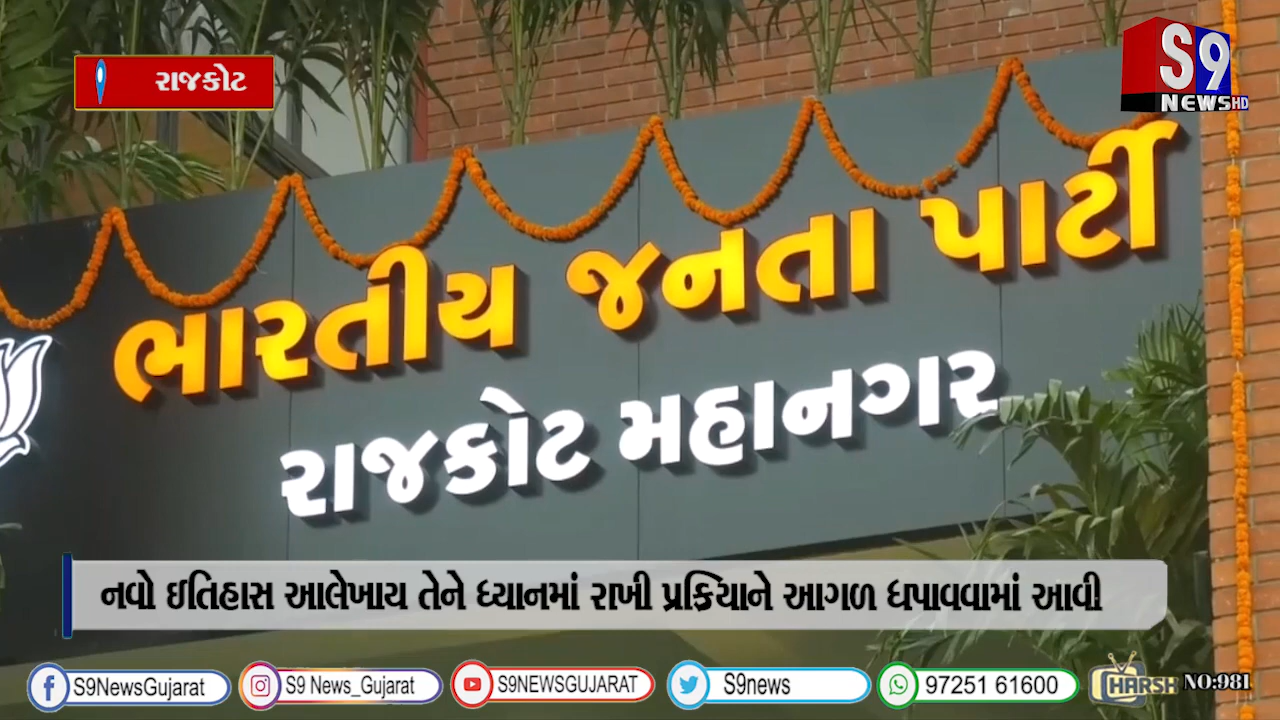 રાજકોટ
S9
NEWS HD
ભારતીય જનતા પાર્ટી
રાજકોટ મહાનગર
નવો ઇતિહાસ આલેખાય તેને ધ્યાનમાં રાખી પ્રક્રિયાને આગળ ધપાવવામાં આવી
S9NewsGujarat
S9 News_Gujarat
S9NEWSGUJARAT
S9news
97251 61600
CHARSH NO:981